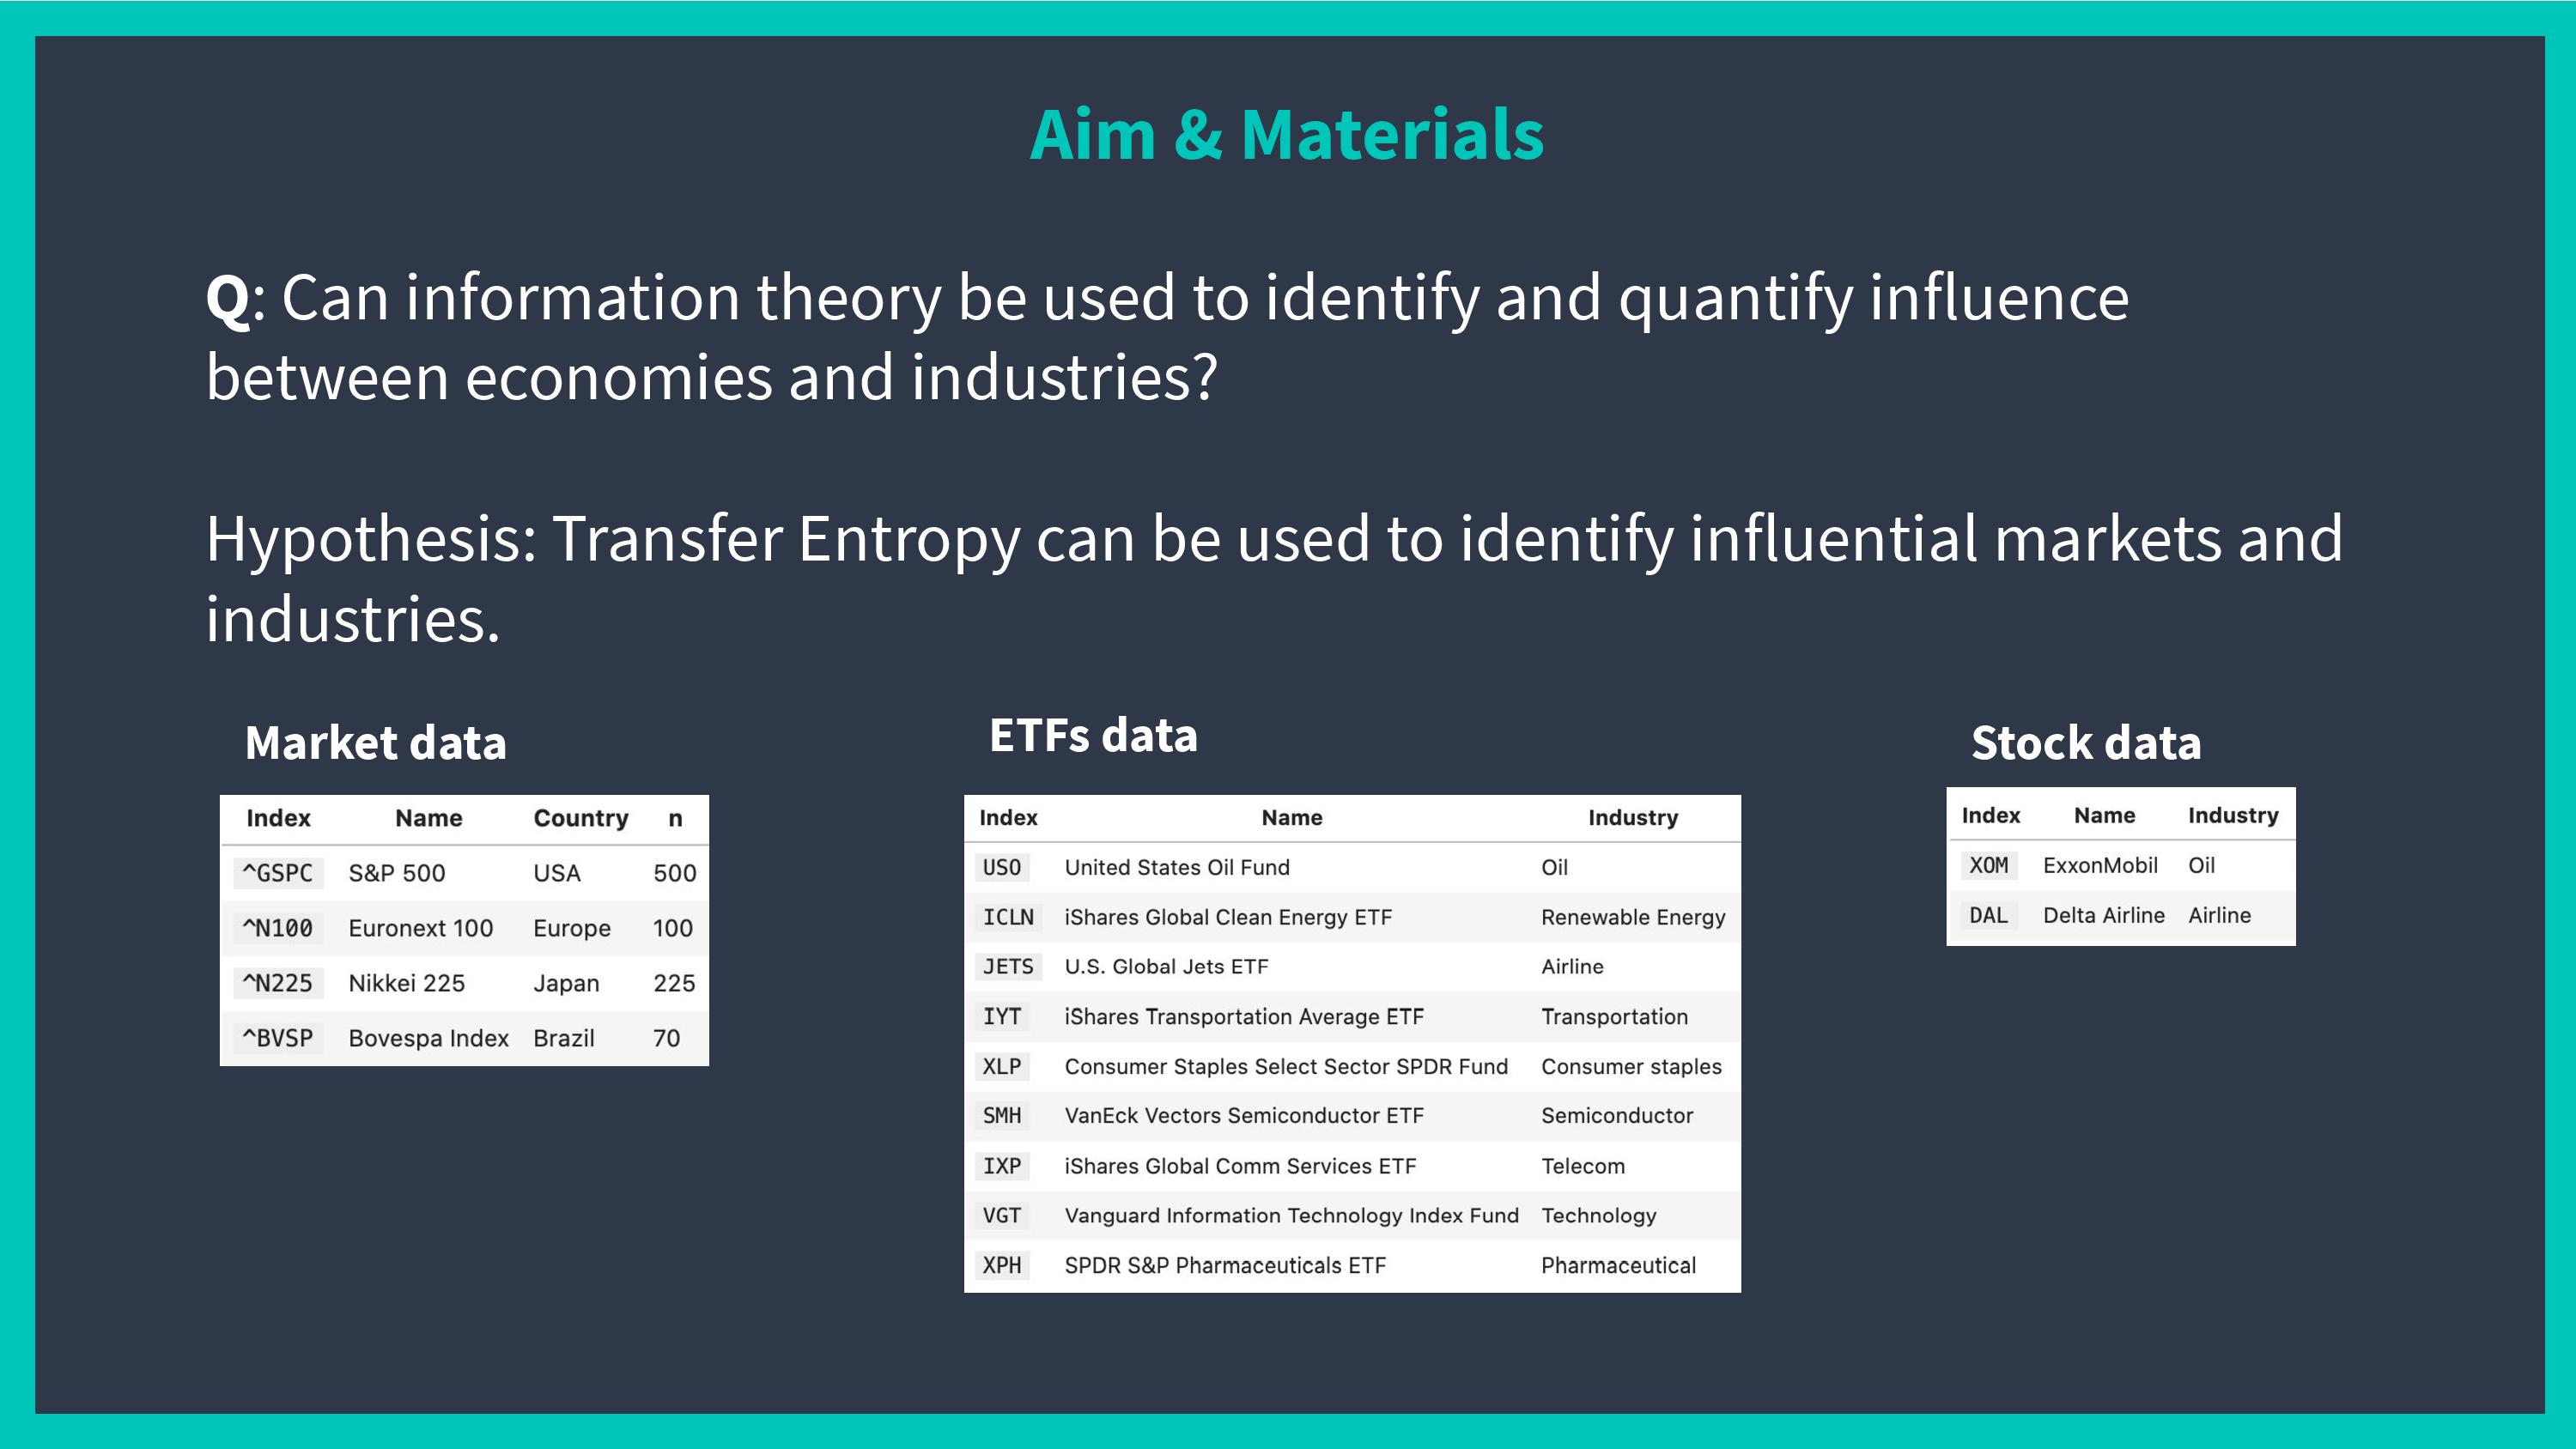 Aim & Materials
Q: Can information theory be used to identify and quantify influence
between economies and industries?
Hypothesis: Transfer Entropy can be used to identify influential markets and
industries.
Market data
Index Name Country n
^GSPC S&P 500 USA 500
^N100 Euronext 100 Europe 100
^N225 Nikkei 225 Japan 225
^BVSP Bovespa Index Brazil 70
ETFs data
Index Name Industry
USO United States Oil Fund Oil
ICLN iShares Global Clean Energy ETF Renewable Energy
JETS U.S. Global Jets ETF Airline
IYT iShares Transportation Average ETF Transportation
XLP Consumer Staples Select Sector SPDR Fund Consumer staples
SMH VanEck Vectors Semiconductor ETF Semiconductor
IXP iShares Global Comm Services ETF Telecom
VGT Vanguard Information Technology Index Fund Technology
XPH SPDR S&P Pharmaceuticals ETF Pharmaceutical
Stock data
Index Name Industry
XOM ExxonMobil Oil
DAL Delta Airline Airline